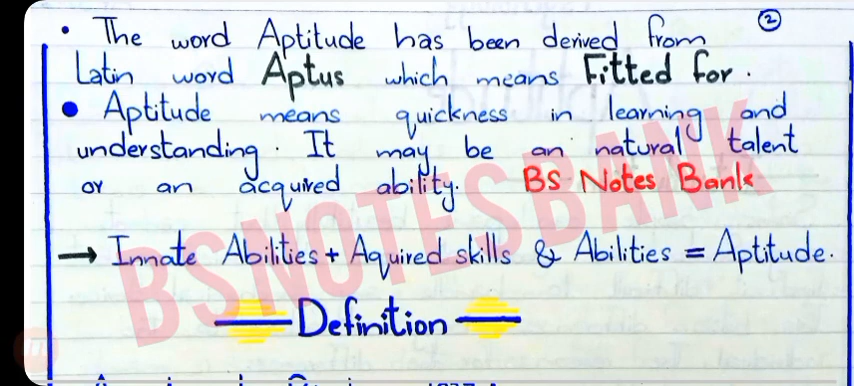 ②
• The word Aptitude has been derived from
Latin word Aptus which means Fitted for.
• Aptitude means quickness in learning and
understanding. It may be an natural talent
or an acquired ability. BS Notes Bank
→ Innate Abilities + Aquired skills & Abilities = Aptitude.
Definition
BSNOTESBANK